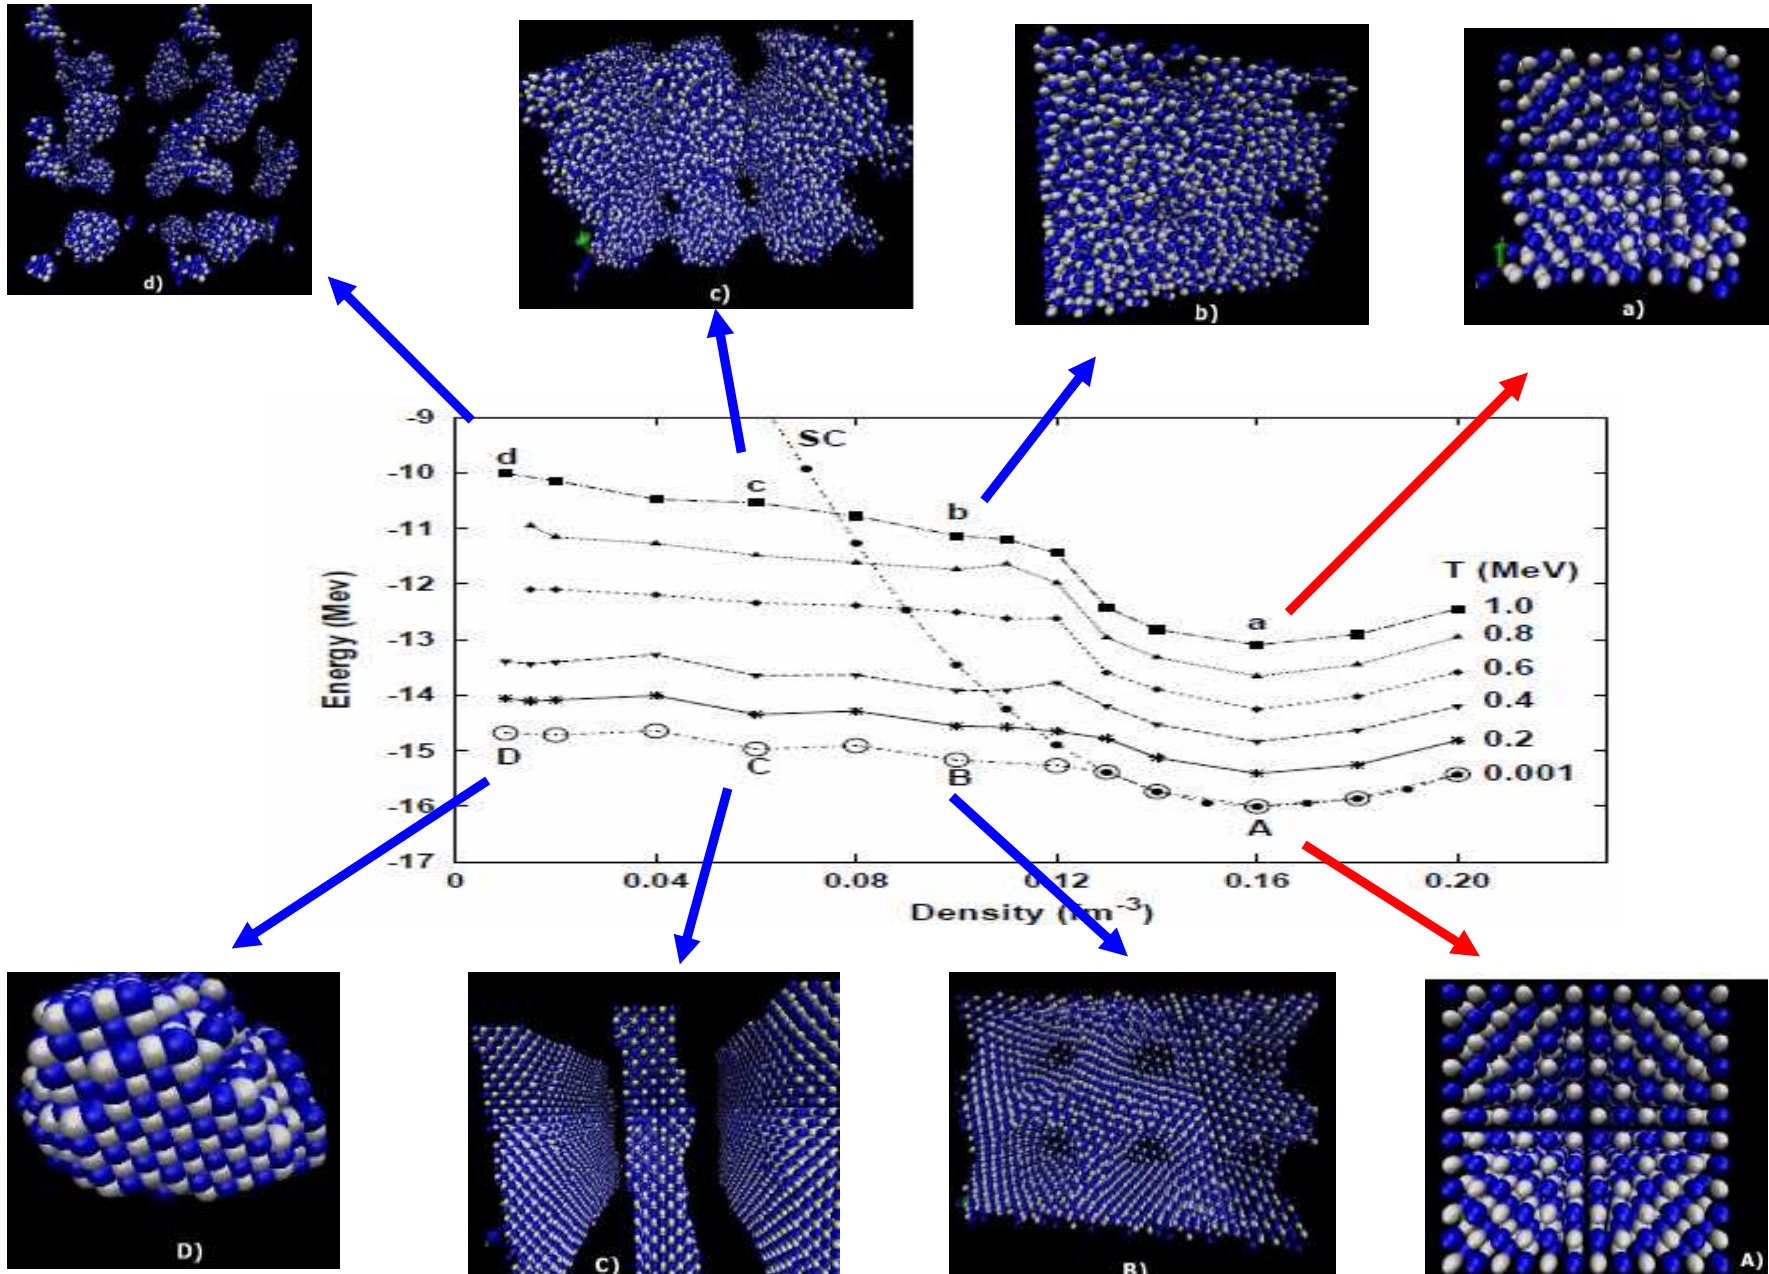 d)
c)
b)
a)
-9
SC
-10
d
c
b
-11
-12
T (MeV)
a
1.0
-13
0.8
0.6
-14
0.4
0.2
-15
D
C
B
0.001
-16
A
-17
0
0.04
0.08
0.12
0.16
0.20
Energy (Mev)
Density (fm⁻³)
D)
C)
B)
A)